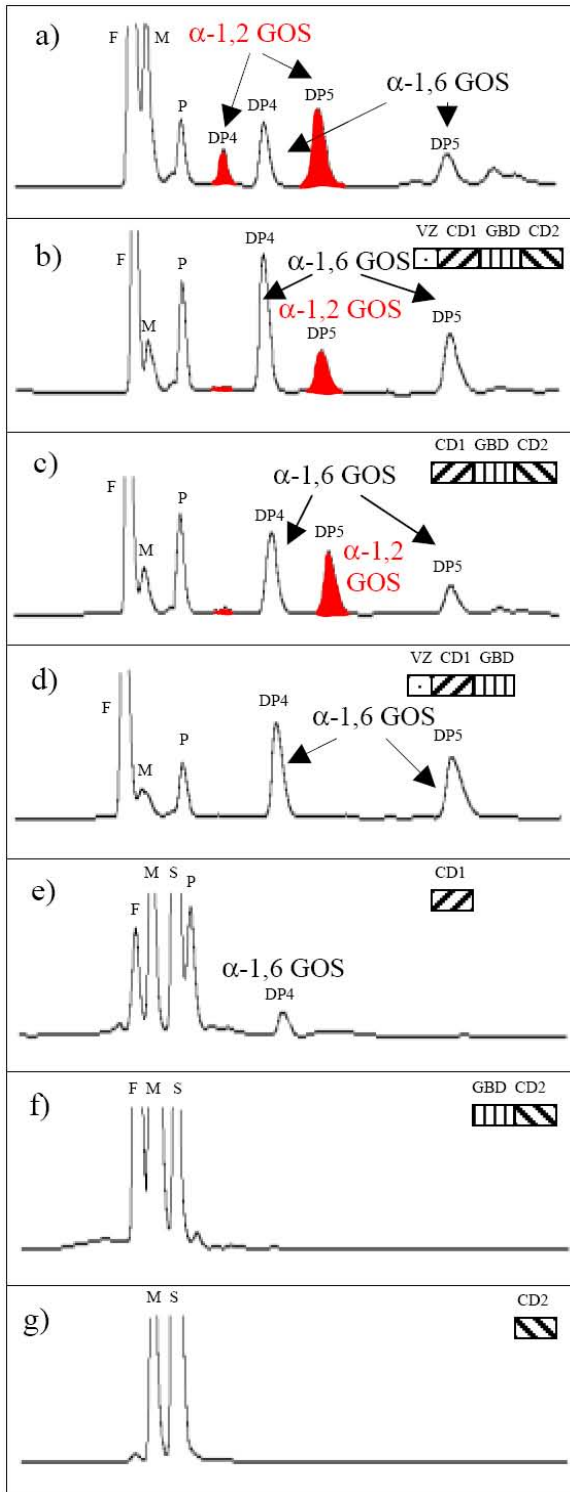 a)
F M α-1,2 GOS
P DP4 DP4 DP5 α-1,6 GOS DP5
b)
VZ CD1 GBD CD2
F M P DP4 α-1,6 GOS
α-1,2 GOS
DP5 DP5
c)
CD1 GBD CD2
F M P α-1,6 GOS
DP4 DP5 α-1,2
GOS
DP5
d)
VZ CD1 GBD
F M P DP4 α-1,6 GOS DP5
e)
CD1
F M S P
α-1,6 GOS
DP4
f)
GBD CD2
F M S
g)
CD2
M S